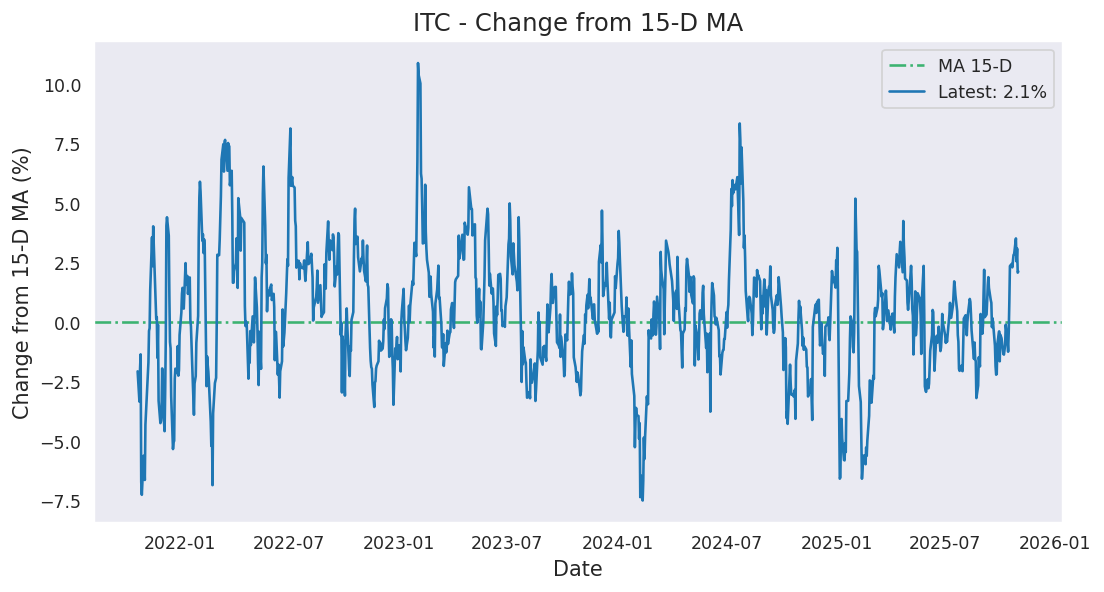 ITC - Change from 15-D MA
MA 15-D
Latest: 2.1%
Change from 15-D MA (%)
10.0
7.5
5.0
2.5
0.0
−2.5
−5.0
−7.5
2022-01 2022-07 2023-01 2023-07 2024-01 2024-07 2025-01 2025-07 2026-01
Date